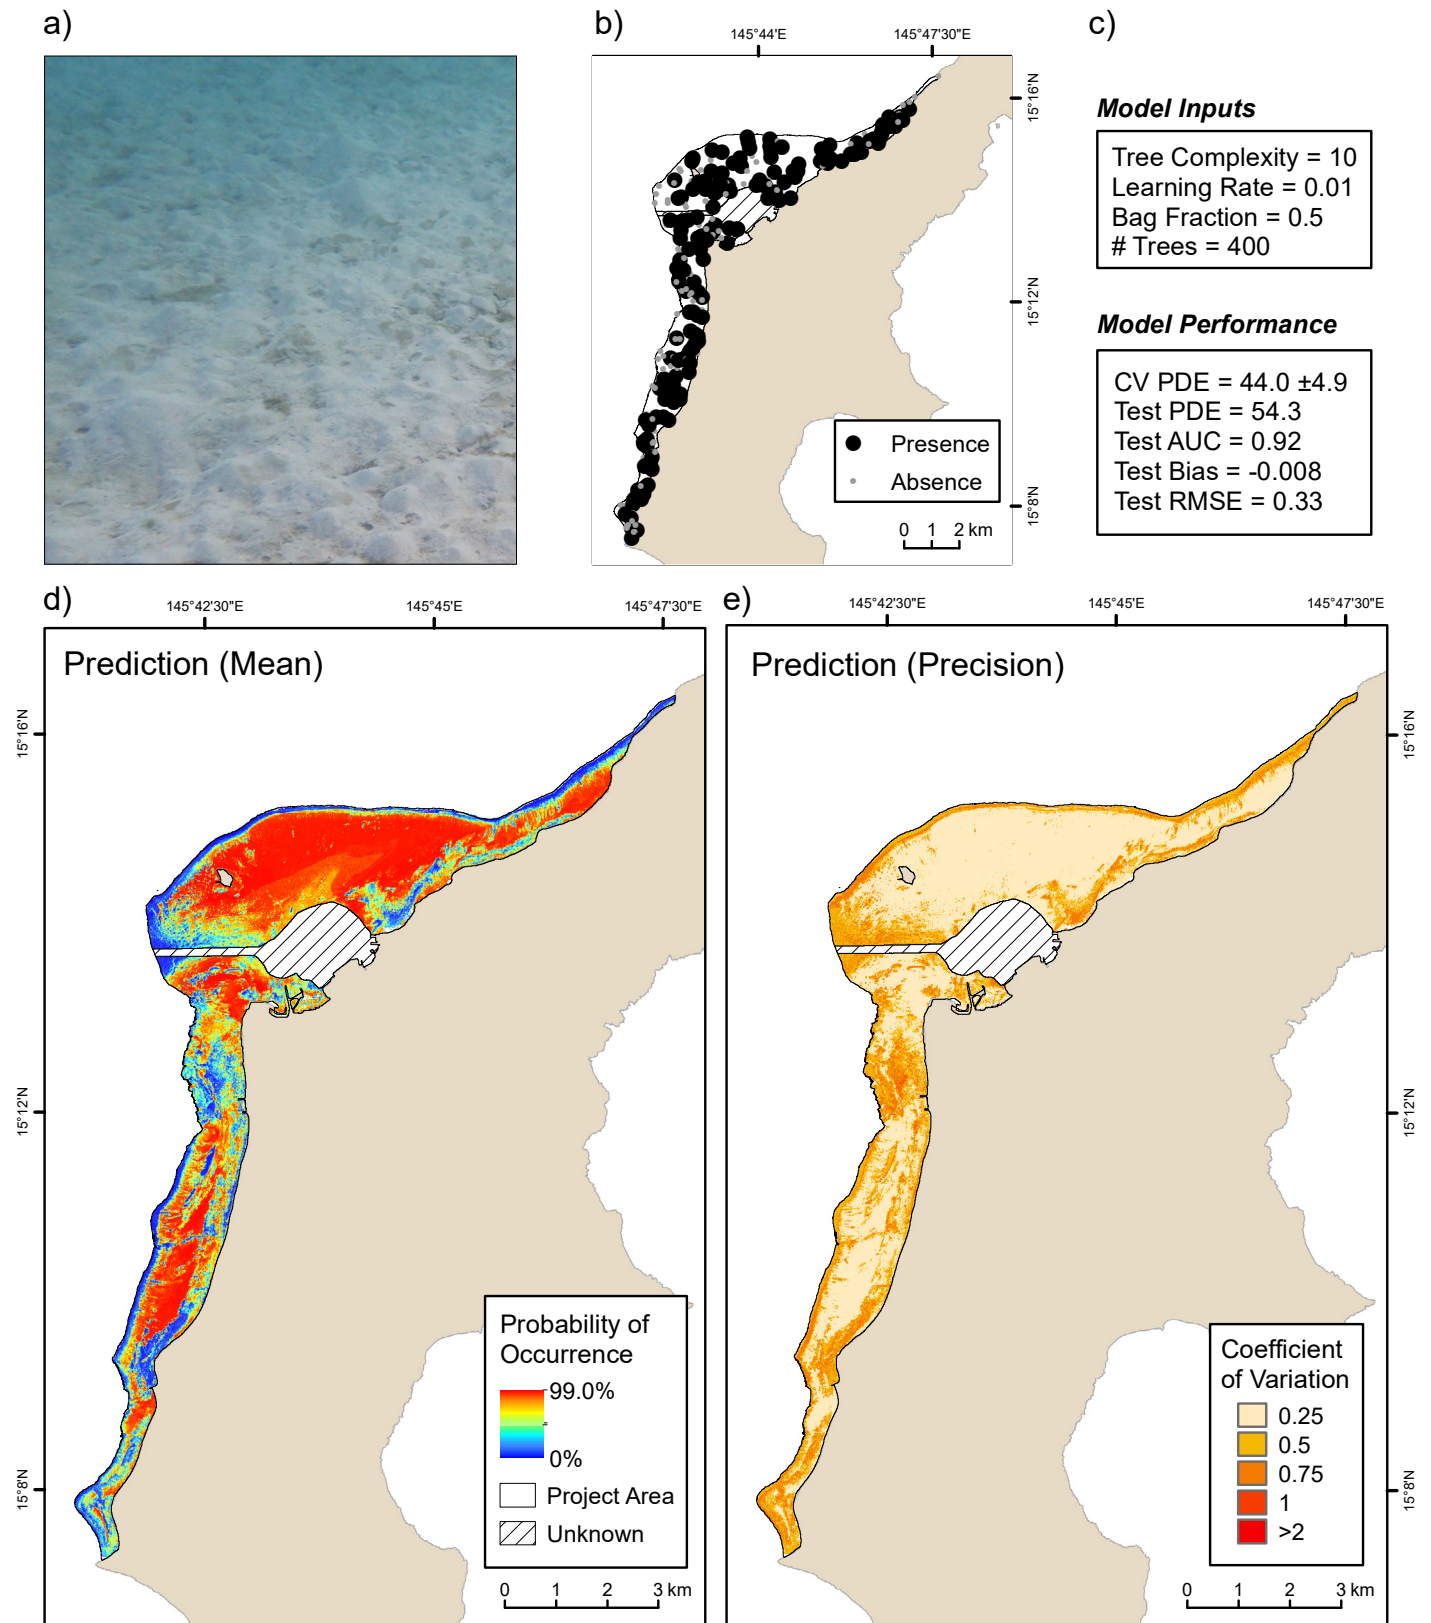 a)
b)
145°44'E
145°47'30"E
15°16'N
15°12'N
15°8'N
Presence
Absence
0 1 2 km
c)
Model Inputs
Tree Complexity = 10
Learning Rate = 0.01
Bag Fraction = 0.5
# Trees = 400
Model Performance
CV PDE = 44.0 ±4.9
Test PDE = 54.3
Test AUC = 0.92
Test Bias = -0.008
Test RMSE = 0.33
d)
145°42'30"E
145°45'E
145°47'30"E
Prediction (Mean)
15°16'N
15°12'N
15°8'N
Probability of
Occurrence
99.0%
0%
Project Area
Unknown
0 1 2 3 km
e)
145°42'30"E
145°45'E
145°47'30"E
Prediction (Precision)
15°16'N
15°12'N
15°8'N
Coefficient
of Variation
0.25
0.5
0.75
1
>2
0 1 2 3 km